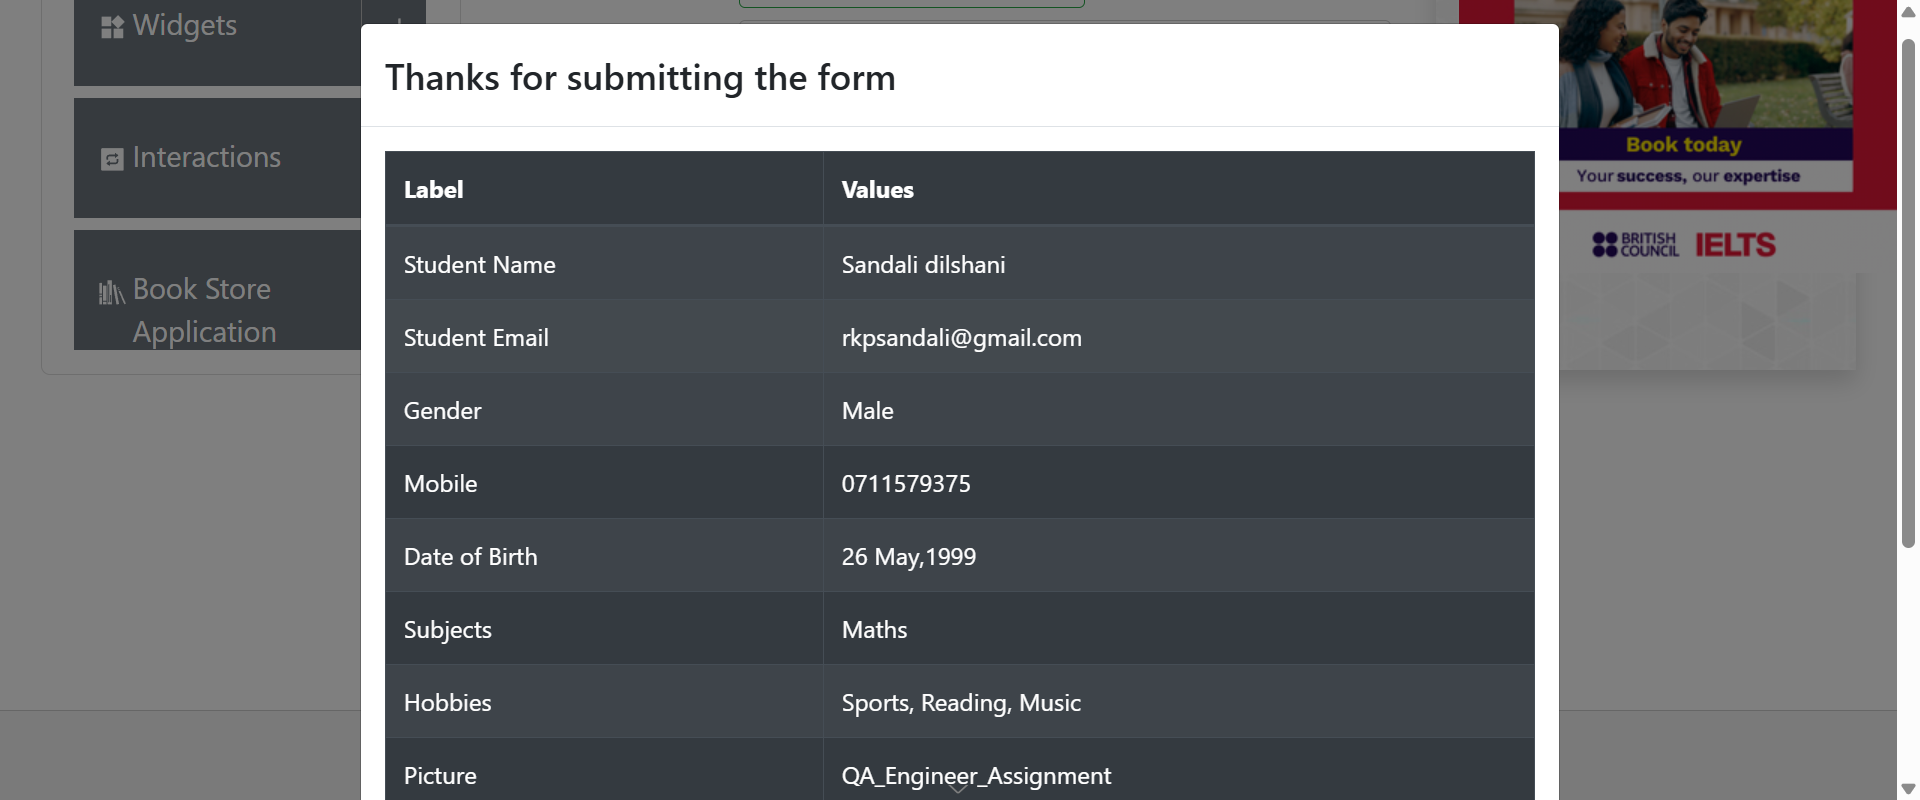 Widgets
Interactions
Book Store
Application
Thanks for submitting the form
Label Values
Student Name Sandali dilshani
Student Email rkpsandali@gmail.com
Gender Male
Mobile 0711579375
Date of Birth 26 May,1999
Subjects Maths
Hobbies Sports, Reading, Music
Picture QA_Engineer_Assignment
Book today
Your success, our expertise
BRITISH
COUNCIL
IELTS